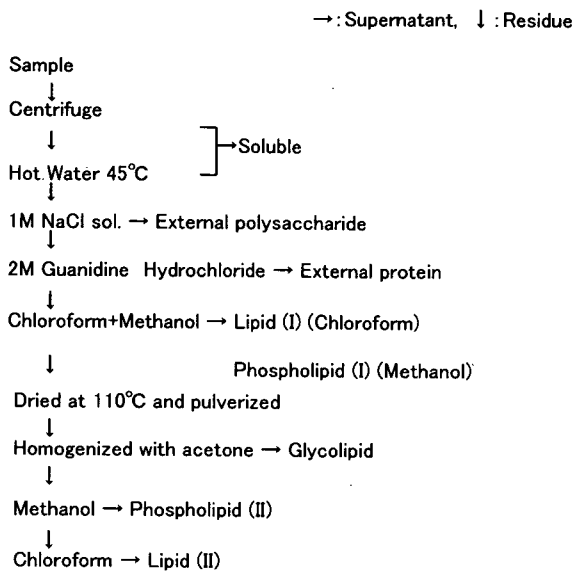 →: Supernatant, ↓: Residue
Sample
↓
Centrifuge
↓
→Soluble
Hot. Water 45°C
↓
1M NaCl sol. → External polysaccharide
↓
2M Guanidine Hydrochloride → External protein
↓
Chloroform+Methanol → Lipid (I) (Chloroform)
↓ Phospholipid (I) (Methanol)
Dried at 110°C and pulverized
↓
Homogenized with acetone → Glycolipid
↓
Methanol → Phospholipid (II)
↓
Chloroform → Lipid (II)